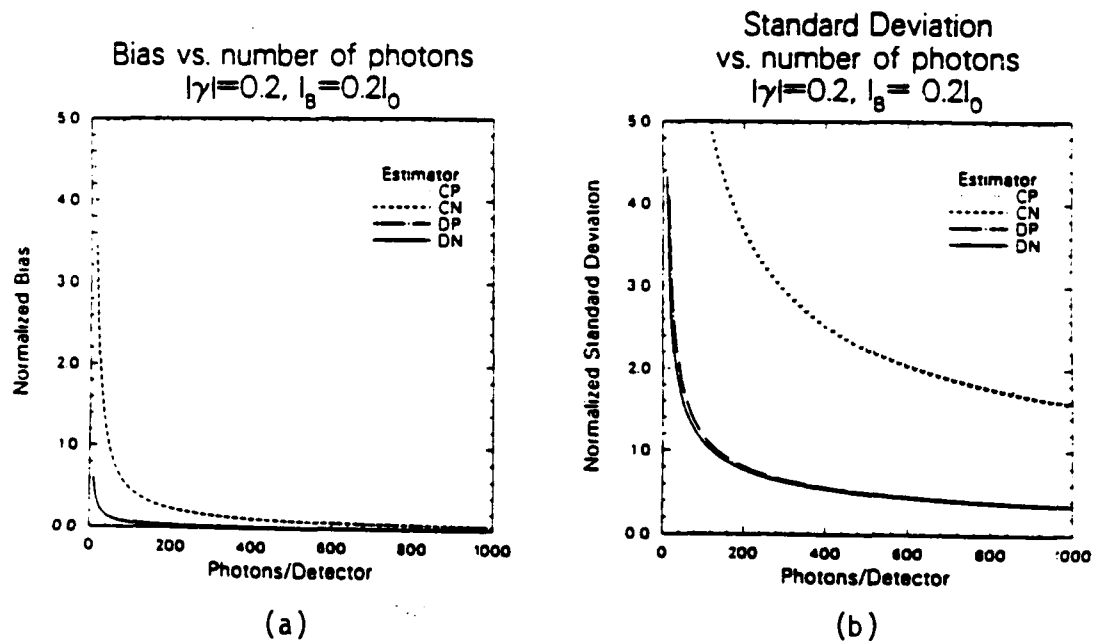 Bias vs. number of photons
|γ|=0.2, I_B=0.2I_0
5.0
4.0
3.0
2.0
1.0
0.0
Normalized Bias
Estimator
CP
CN
DP
DN
0
200
400
600
800
1000
Photons/Detector
(a)
Standard Deviation
vs. number of photons
|γ|=0.2, I_B= 0.2I_0
5.0
4.0
3.0
2.0
1.0
0.0
Normalized Standard Deviation
Estimator
CP
CN
DP
DN
0
200
400
600
800
1000
Photons/Detector
(b)